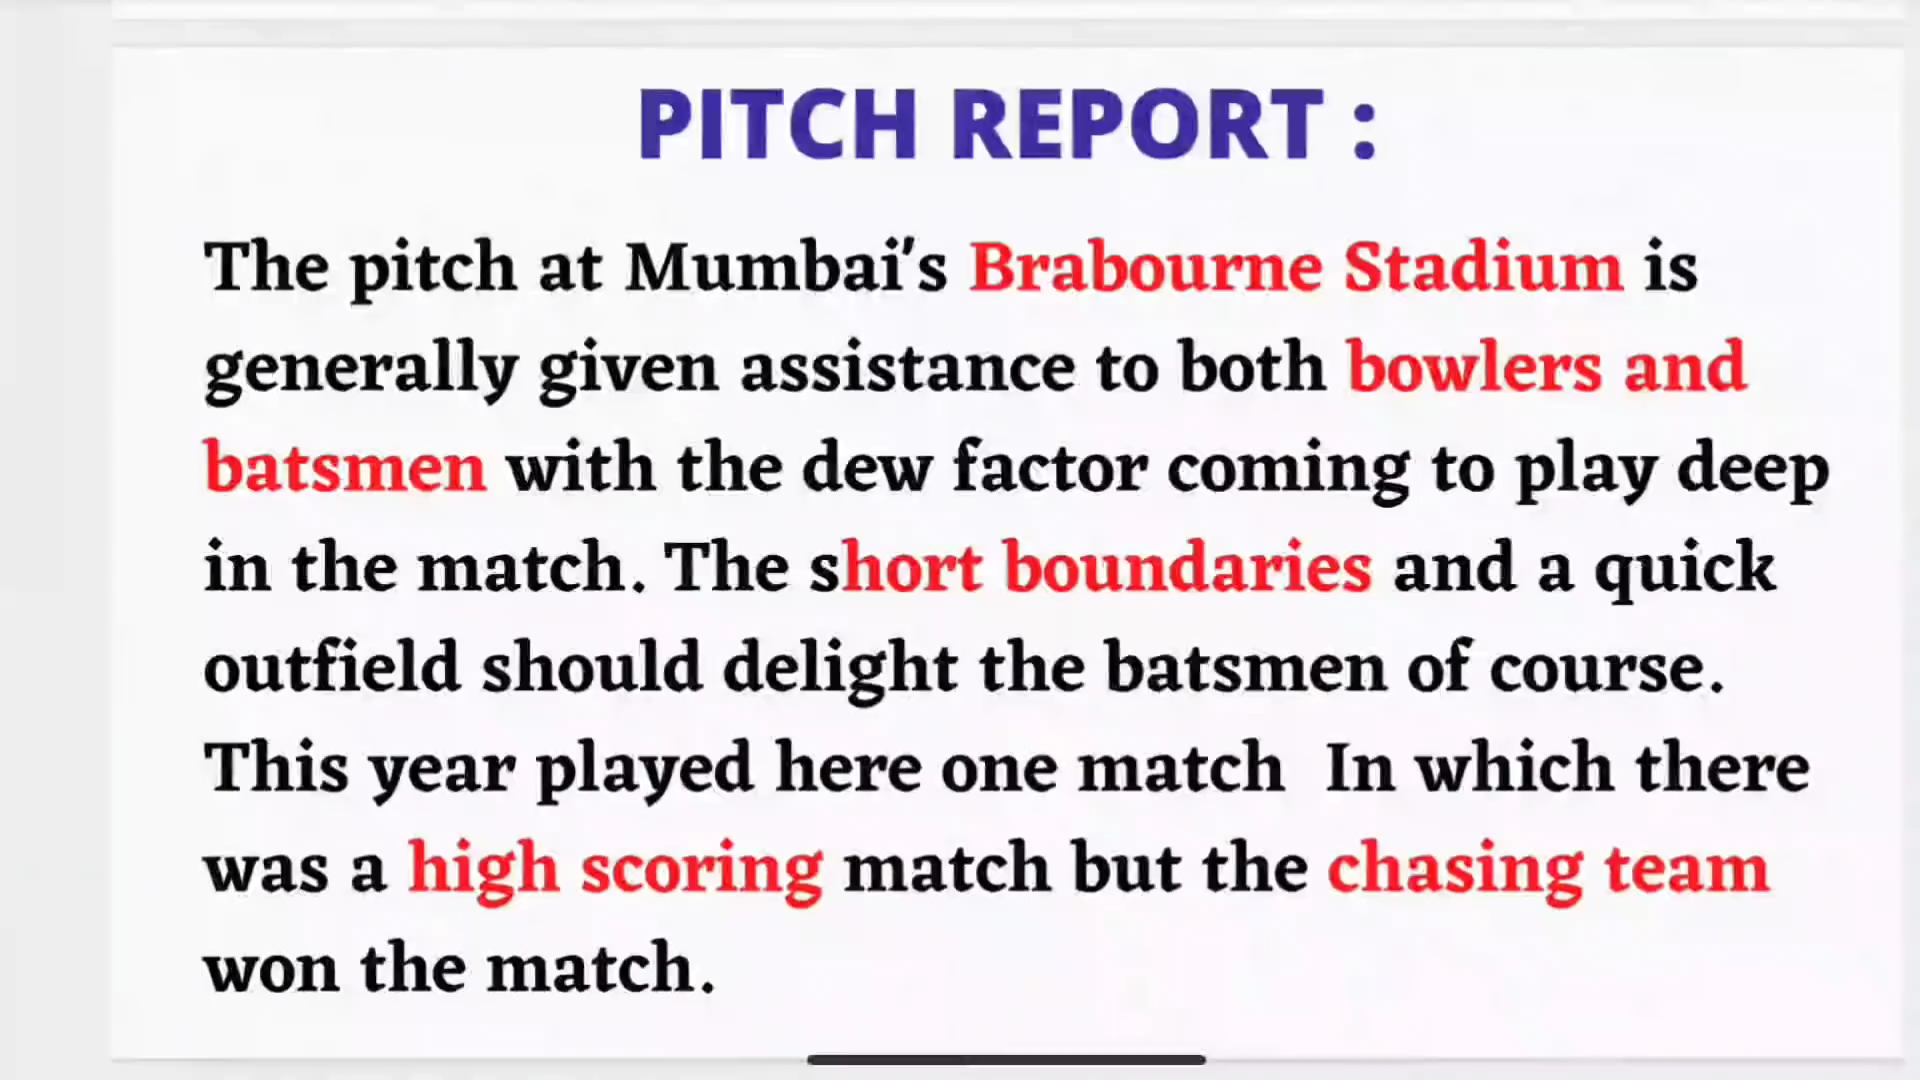 PITCH REPORT :
The pitch at Mumbai's Brabourne Stadium is
generally given assistance to both bowlers and
batsmen with the dew factor coming to play deep
in the match. The short boundaries and a quick
outfield should delight the batsmen of course.
This year played here one match  In which there
was a high scoring match but the chasing team
won the match.